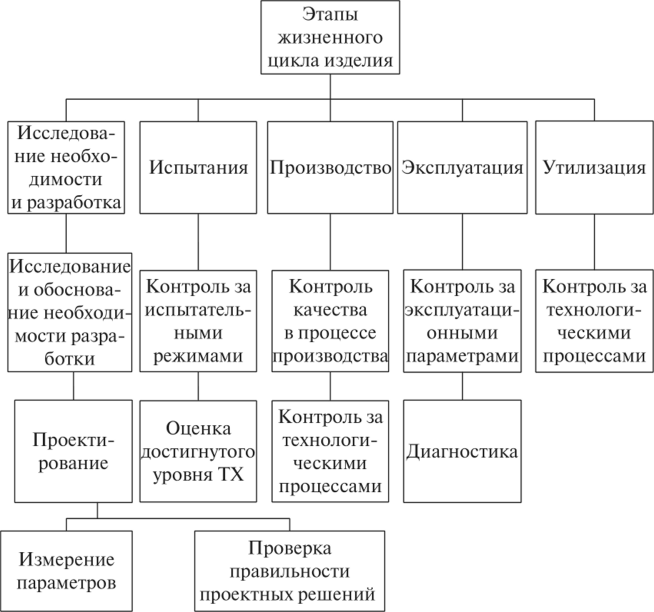 Этапы
жизненного
цикла изделия
Исследова-
ние необхо-
димости
и разработка
Испытания
Производство
Эксплуатация
Утилизация
Исследование
и обоснова-
ние необходи-
мости разра-
ботки
Контроль за
испытатель-
ными
режимами
Контроль
качества
в процессе
производства
Контроль за
эксплуатаци-
онными
параметрами
Контроль за
технологи-
ческими
процессами
Проекти-
рование
Оценка
достигнутого
уровня ТХ
Контроль за
технологи-
ческими
процессами
Диагностика
Измерение
параметров
Проверка
правильности
проектных решений